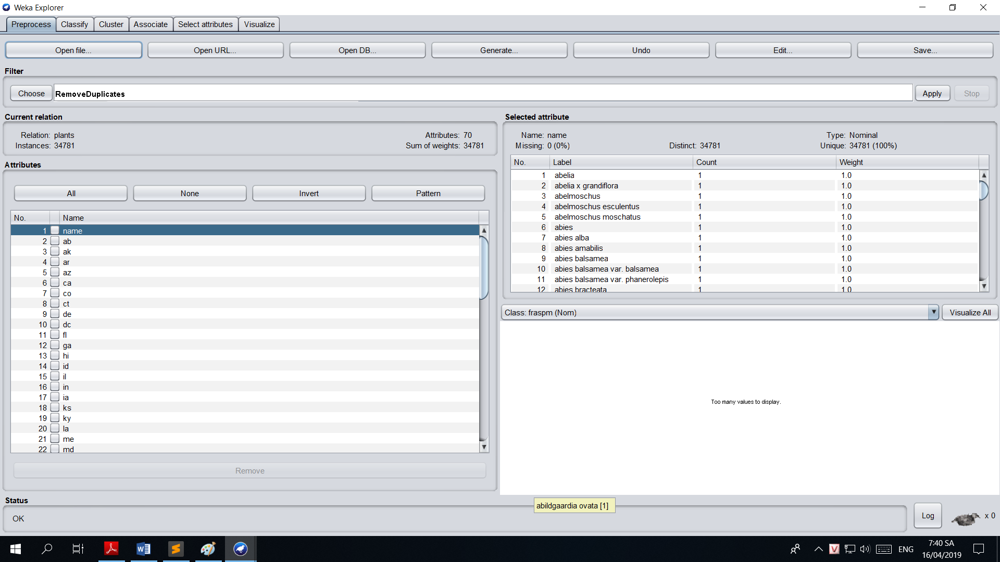 Weka Explorer
Preprocess Classify Cluster Associate Select attributes Visualize
Open file... Open URL... Open DB... Generate... Undo Edit... Save...
Filter
Choose RemoveDuplicates Apply Stop
Current relation
Relation: plants Attributes: 70
Instances: 34781 Sum of weights: 34781
Attributes
All None Invert Pattern
No. Name
1 name
2 ab
3 ak
4 ar
5 az
6 ca
7 co
8 ct
9 de
10 dc
11 fl
12 ga
13 hi
14 id
15 il
16 in
17 ia
18 ks
19 ky
20 la
21 me
22 md
Remove
Selected attribute
Name: name Type: Nominal
Missing: 0 (0%) Distinct: 34781 Unique: 34781 (100%)
No. Label Count Weight
1 abelia 1 1.0
2 abelia x grandiflora 1 1.0
3 abelmoschus 1 1.0
4 abelmoschus esculentus 1 1.0
5 abelmoschus moschatus 1 1.0
6 abies 1 1.0
7 abies alba 1 1.0
8 abies amabilis 1 1.0
9 abies balsamea 1 1.0
10 abies balsamea var. balsamea 1 1.0
11 abies balsamea var. phanerolepis 1 1.0
12 abies bracteata 1 1.0
Class: fraspm (Nom) Visualize All
Too many values to display.
abildgaardia ovata [1]
Status
OK
Log x 0
ENG
7:40 SA
16/04/2019